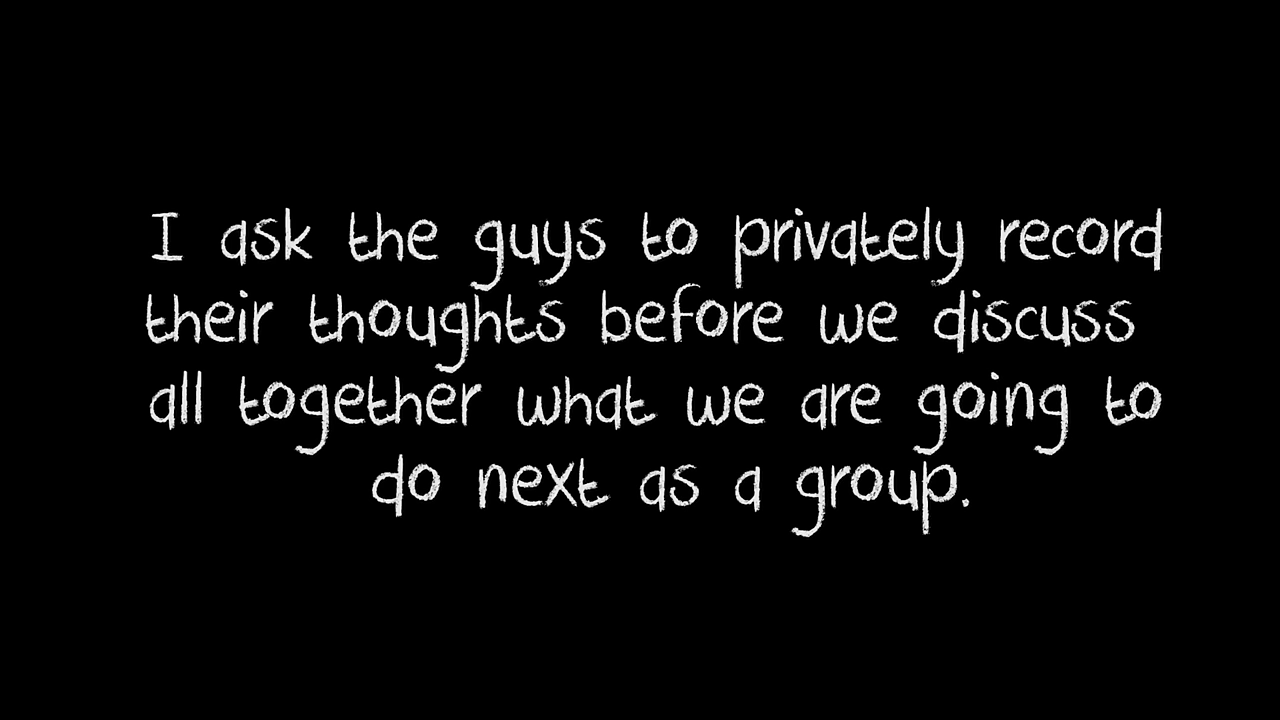 I ask the guys to privately record
their thoughts before we discuss
all together what we are going to
do next as a group.